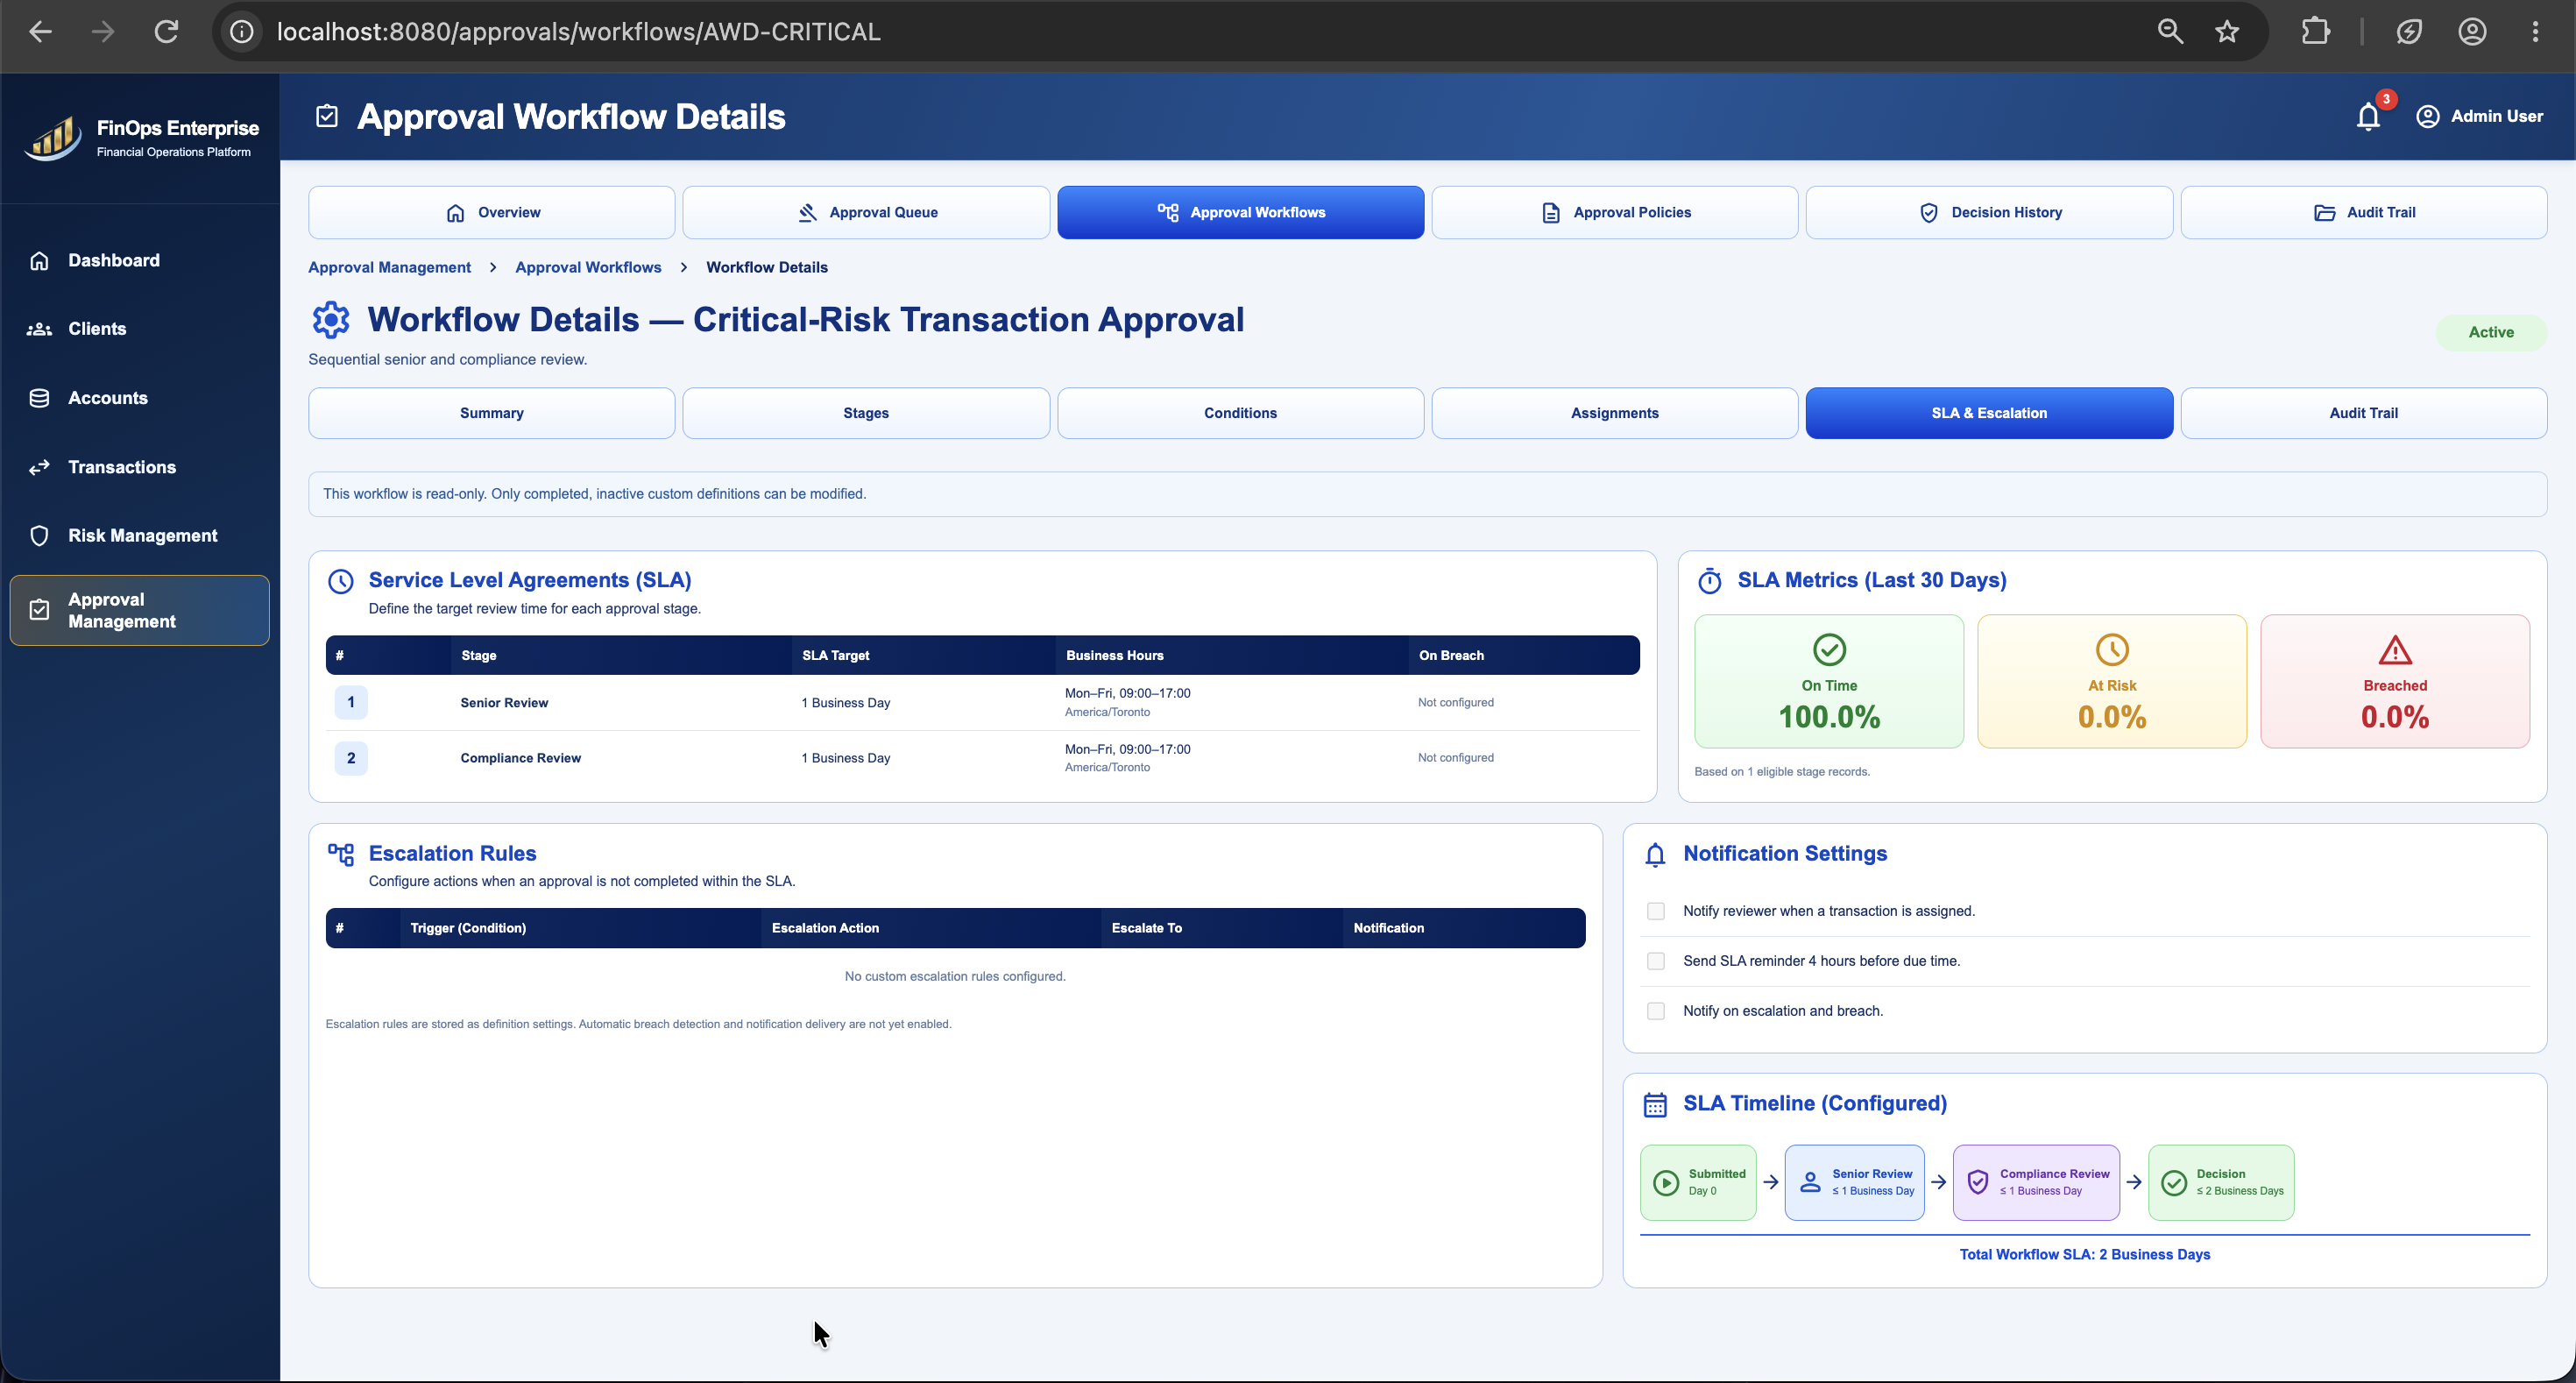 localhost:8080/approvals/workflows/AWD-CRITICAL
FinOps Enterprise
Financial Operations Platform
Approval Workflow Details
3
Admin User
Dashboard
Clients
Accounts
Transactions
Risk Management
Approval
Management
Overview
Approval Queue
Approval Workflows
Approval Policies
Decision History
Audit Trail
Approval Management > Approval Workflows > Workflow Details
Workflow Details — Critical-Risk Transaction Approval
Active
Sequential senior and compliance review.
Summary
Stages
Conditions
Assignments
SLA & Escalation
Audit Trail
This workflow is read-only. Only completed, inactive custom definitions can be modified.
Service Level Agreements (SLA)
Define the target review time for each approval stage.
# Stage SLA Target Business Hours On Breach
1 Senior Review 1 Business Day Mon–Fri, 09:00–17:00 Not configured
America/Toronto
2 Compliance Review 1 Business Day Mon–Fri, 09:00–17:00 Not configured
America/Toronto
SLA Metrics (Last 30 Days)
On Time
100.0%
At Risk
0.0%
Breached
0.0%
Based on 1 eligible stage records.
Escalation Rules
Configure actions when an approval is not completed within the SLA.
# Trigger (Condition) Escalation Action Escalate To Notification
No custom escalation rules configured.
Escalation rules are stored as definition settings. Automatic breach detection and notification delivery are not yet enabled.
Notification Settings
Notify reviewer when a transaction is assigned.
Send SLA reminder 4 hours before due time.
Notify on escalation and breach.
SLA Timeline (Configured)
Submitted
Day 0
Senior Review
≤ 1 Business Day
Compliance Review
≤ 1 Business Day
Decision
≤ 2 Business Days
Total Workflow SLA: 2 Business Days